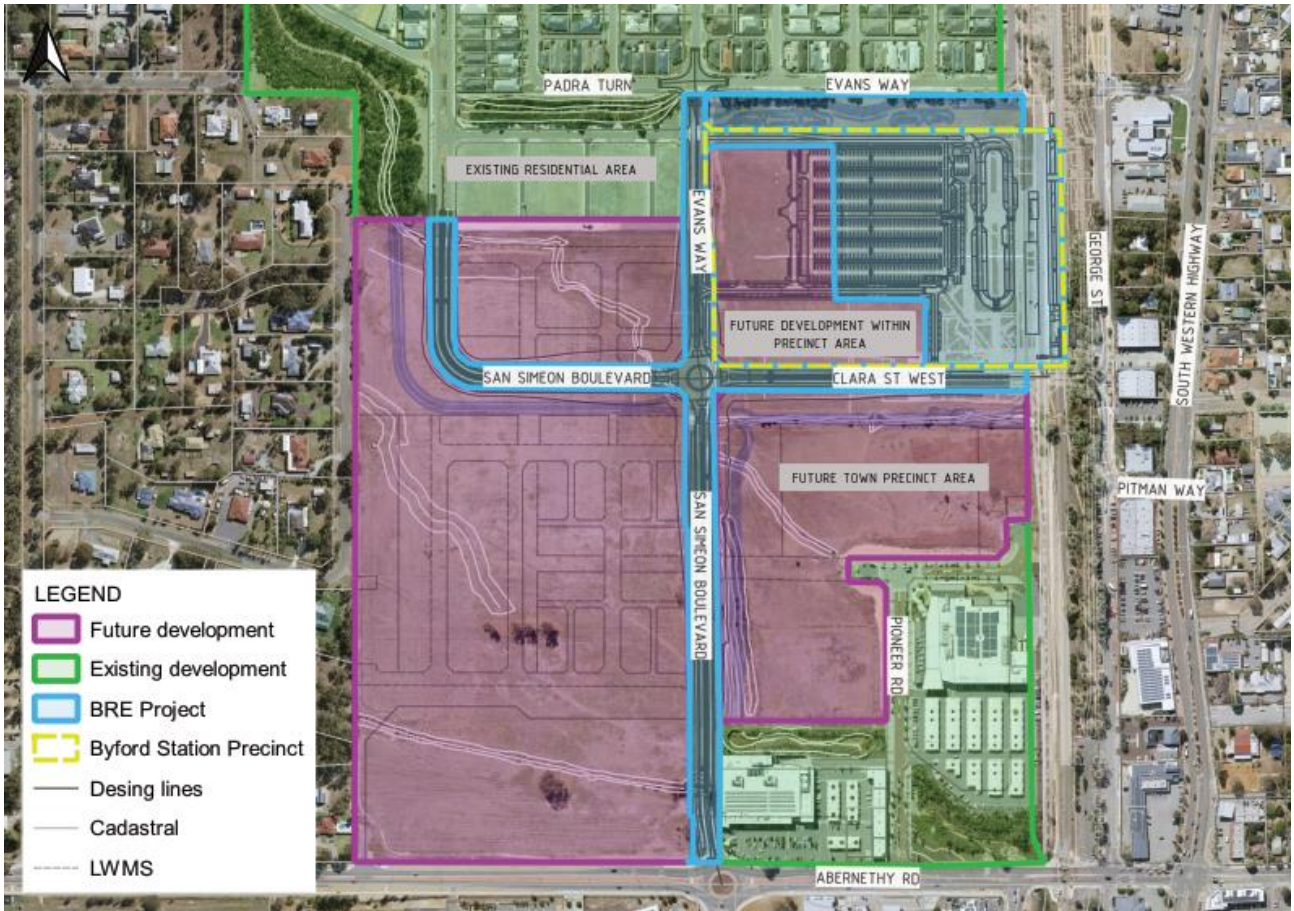 PADRA TURN
EVANS WAY
EXISTING RESIDENTIAL AREA
EVANS WAY
GEORGE ST
SOUTH WESTERN HIGHWAY
FUTURE DEVELOPMENT WITHIN
PRECINCT AREA
SAN SIMEON BOULEVARD
CLARA ST WEST
FUTURE TOWN PRECINCT AREA
PITMAN WAY
SAN SIMEON BOULEVARD
PIONEER RD
ABERNETHY RD
LEGEND
Future development
Existing development
BRE Project
Byford Station Precinct
Desing lines
Cadastral
LWMS